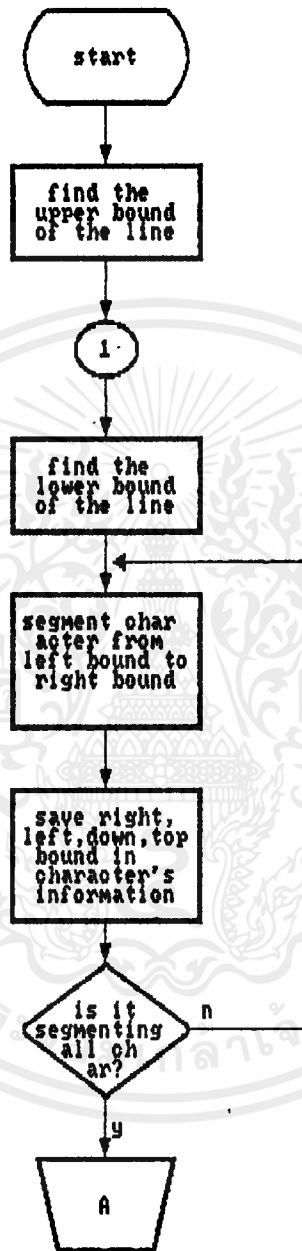 start
find the
upper bound
of the line
1
find the
lower bound
of the line
segment char
acter from
left bound to
right bound
save right,
left,down,top
bound in
character's
information
is it
segmenting
all ch
ar?
n
y
A